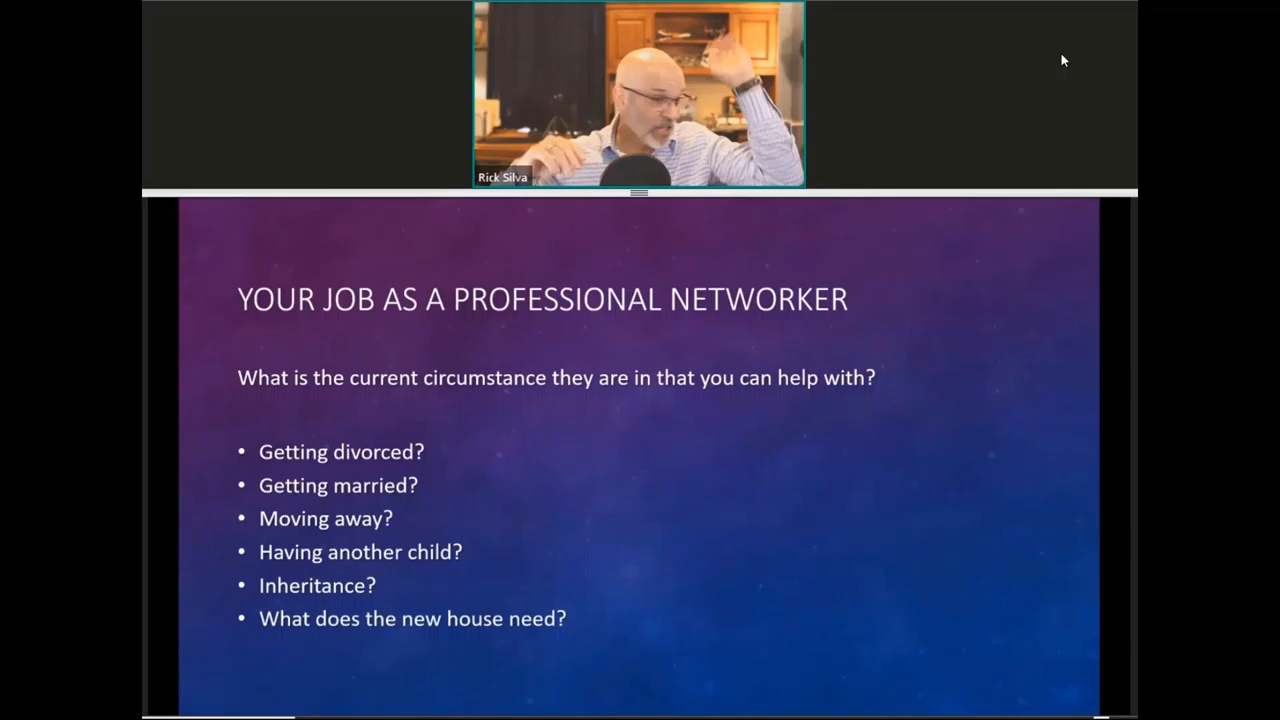 Rick Silva
YOUR JOB AS A PROFESSIONAL NETWORKER
What is the current circumstance they are in that you can help with?
• Getting divorced?
• Getting married?
• Moving away?
• Having another child?
• Inheritance?
• What does the new house need?